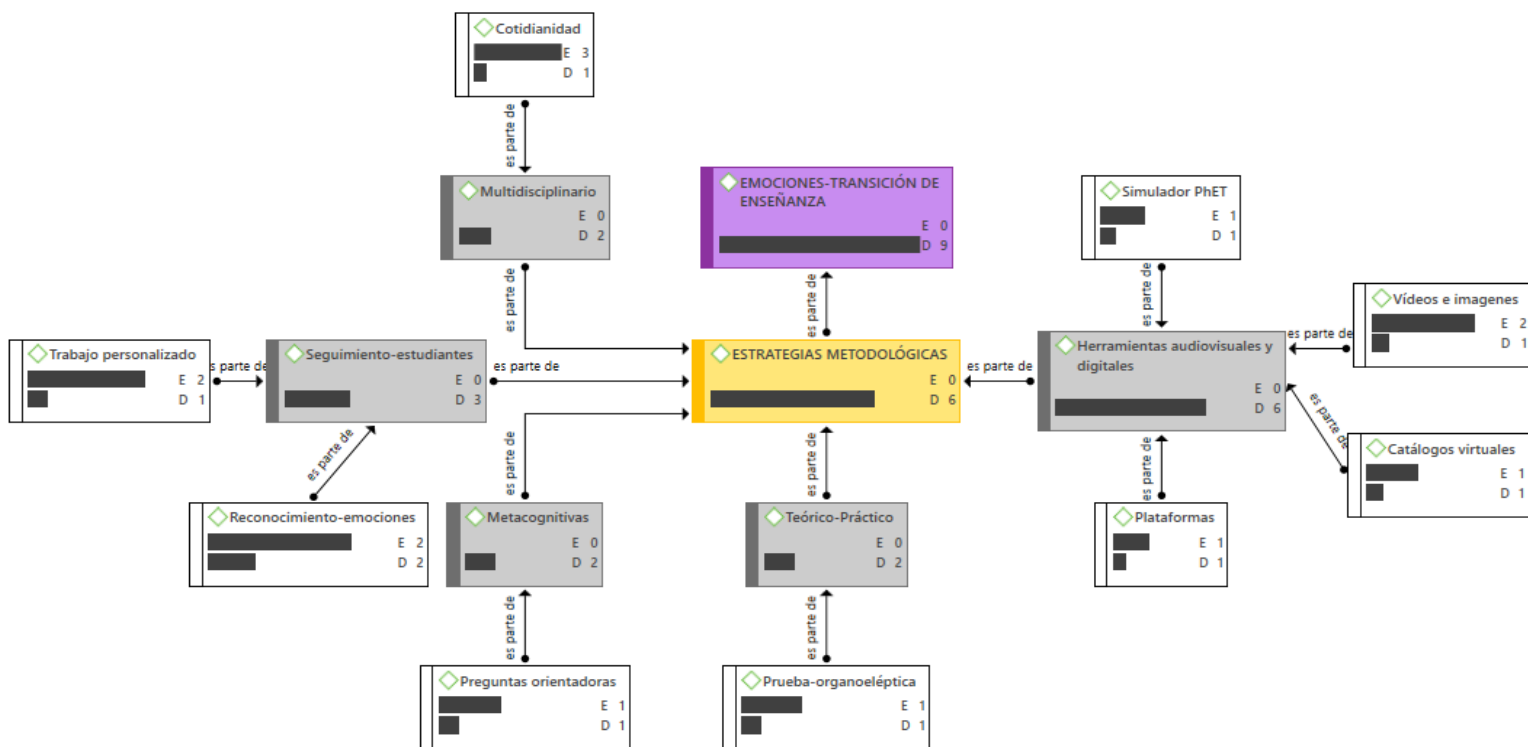 Cotidianidad
E 3
D 1
es parte de
Multidisciplinario
E 0
D 2
es parte de
EMOCIONES-TRANSICIÓN DE
ENSEÑANZA
E 0
D 9
es parte de
Simulador PhET
E 1
D 1
es parte de
Vídeos e imagenes
E 2
D 1
es parte de
Trabajo personalizado
E 2
D 1
es parte de
Seguimiento-estudiantes
E 0
D 3
es parte de
ESTRATEGIAS METODOLÓGICAS
E 0
D 6
es parte de
Herramientas audiovisuales y
digitales
E 0
D 6
es parte de
Catálogos virtuales
E 1
D 1
es parte de
Reconocimiento-emociones
E 2
D 2
es parte de
Metacognitivas
E 0
D 2
es parte de
Teórico-Práctico
E 0
D 2
es parte de
Plataformas
E 1
D 1
es parte de
Preguntas orientadoras
E 1
D 1
es parte de
Prueba-organoeléptica
E 1
D 1